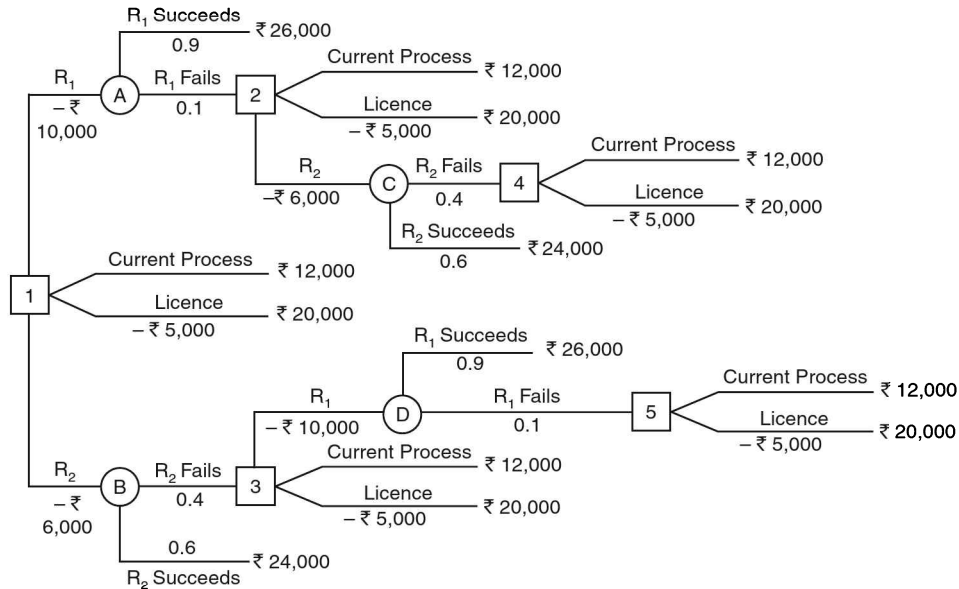 R₁ Succeeds
₹ 26,000
0.9
R₁
A
R₁ Fails
2
– ₹
10,000
0.1
Current Process
₹ 12,000
Licence
₹ 20,000
– ₹ 5,000
R₂
C
R₂ Fails
4
–₹ 6,000
0.4
Current Process
₹ 12,000
Licence
₹ 20,000
– ₹ 5,000
R₂ Succeeds
₹ 24,000
0.6
1
Current Process
₹ 12,000
Licence
₹ 20,000
– ₹ 5,000
R₁ Succeeds
₹ 26,000
0.9
R₁
D
R₁ Fails
5
– ₹ 10,000
0.1
Current Process
₹ 12,000
Licence
₹ 20,000
– ₹ 5,000
R₂
B
R₂ Fails
3
– ₹
6,000
0.4
Current Process
₹ 12,000
Licence
₹ 20,000
– ₹ 5,000
0.6
₹ 24,000
R₂ Succeeds